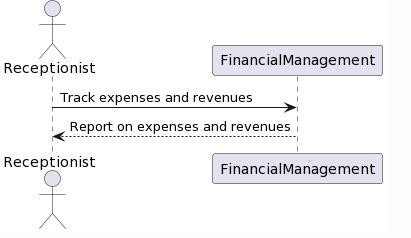 Receptionist
FinancialManagement
Track expenses and revenues
Report on expenses and revenues
Receptionist
FinancialManagement